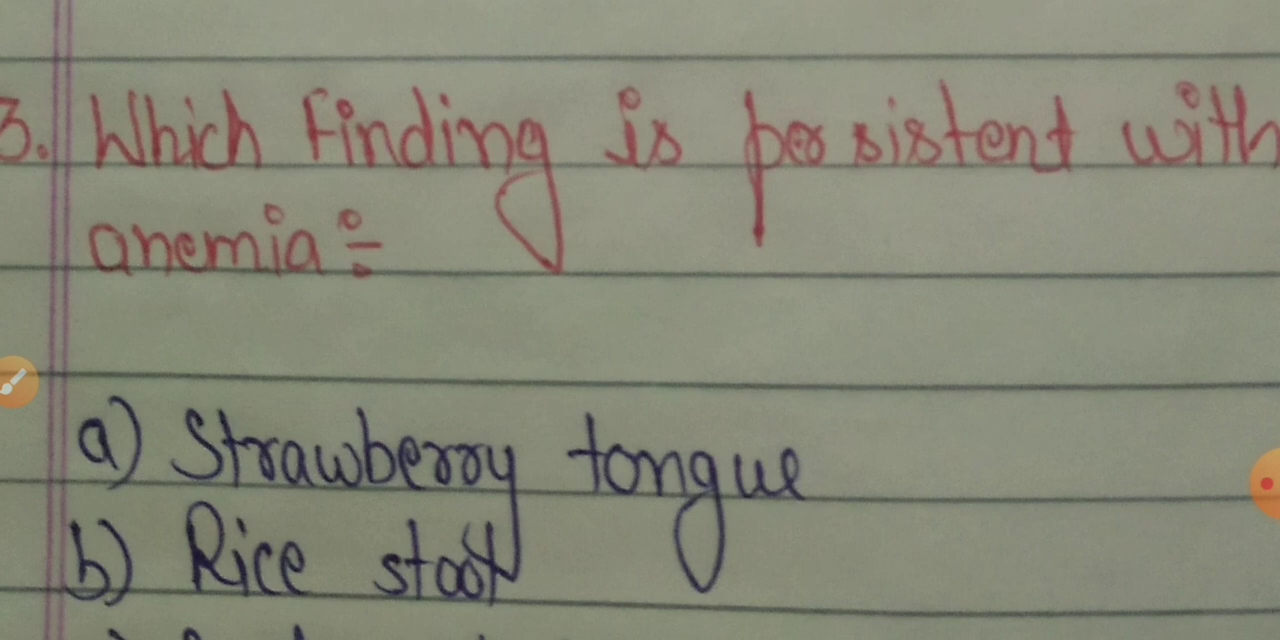 3. Which Finding is persistent with
anemia÷
a) Strawberry tongue
b) Rice stool